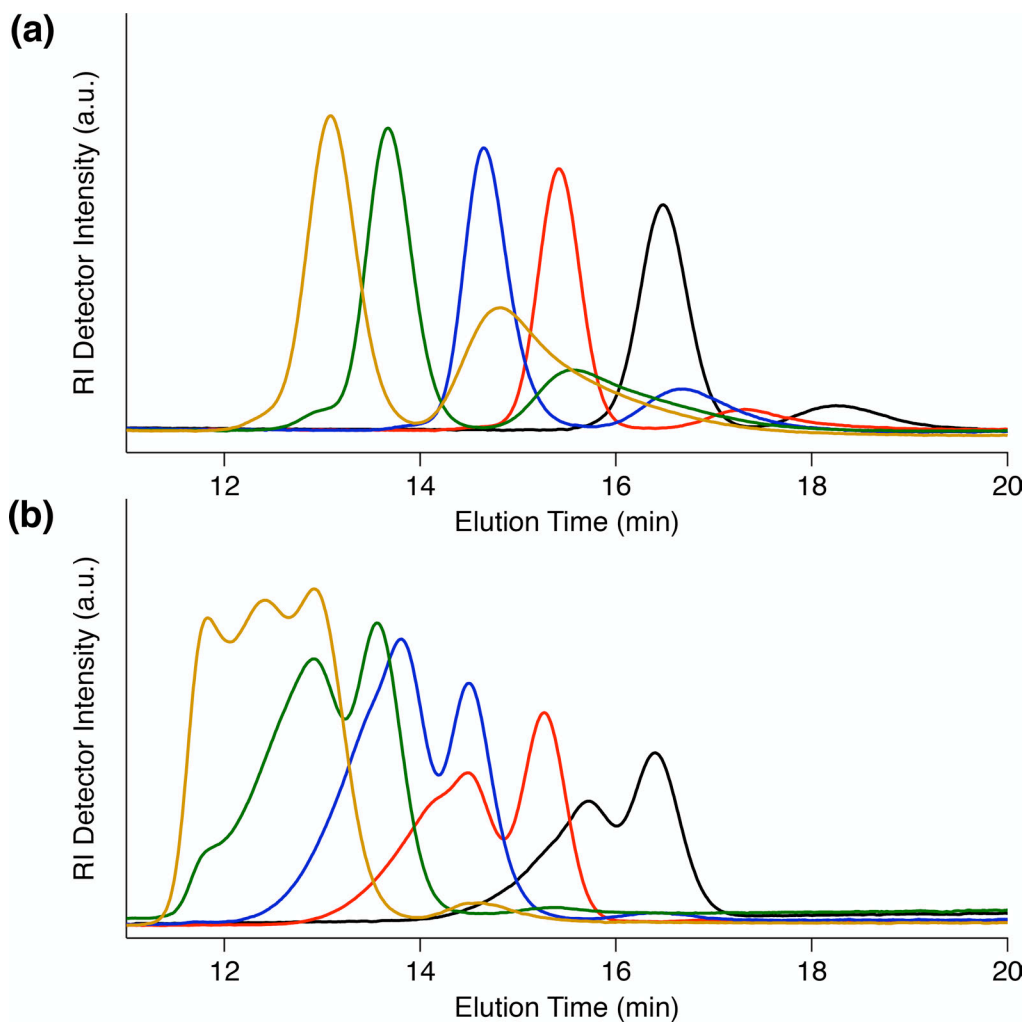 (a)
RI Detector Intensity (a.u.)
12 14 16 18 20
Elution Time (min)
(b)
RI Detector Intensity (a.u.)
12 14 16 18 20
Elution Time (min)